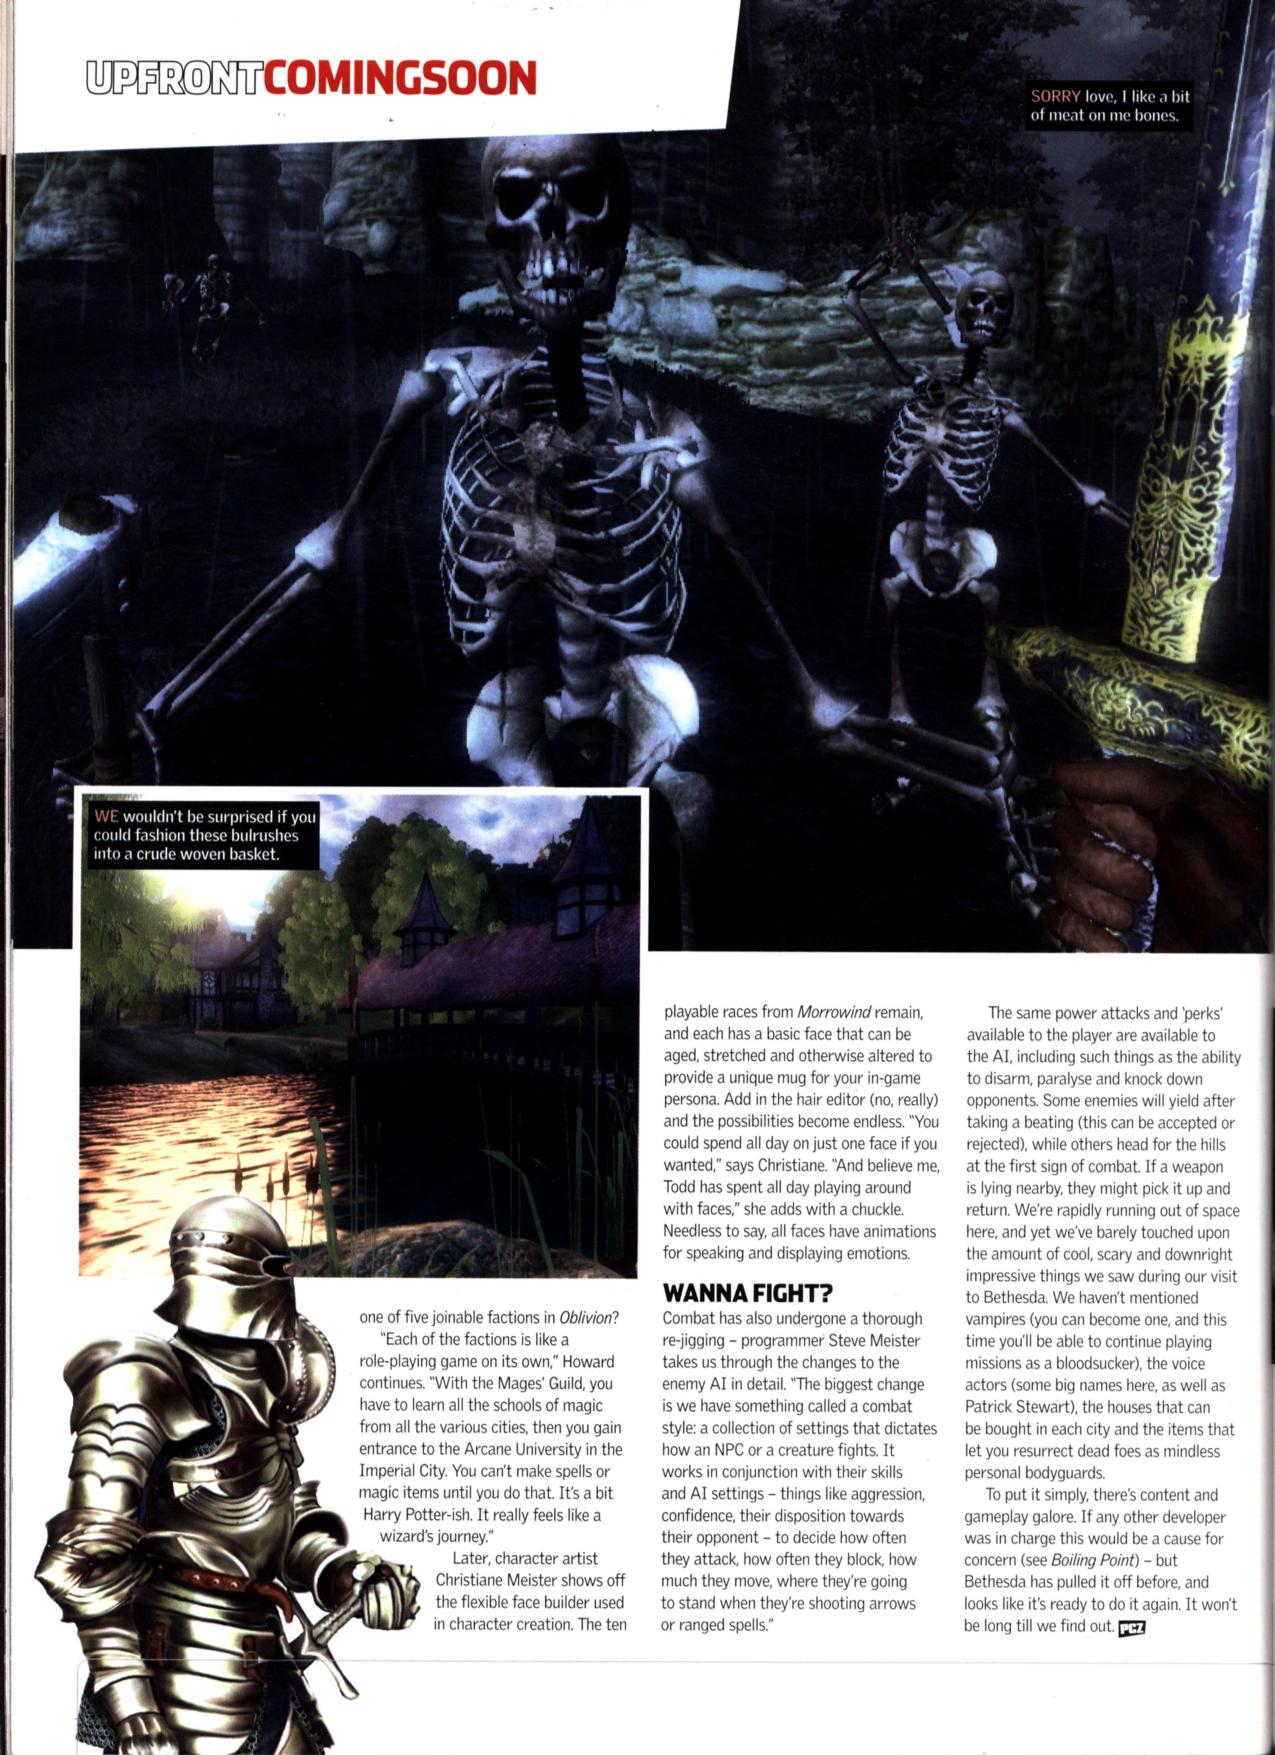 UPFRONTCOMINGSOON
SORRY love, I like a bit
of meat on me bones.
WE wouldn't be surprised if you
could fashion these bulrushes
into a crude woven basket.
one of five joinable factions in Oblivion?
"Each of the factions is like a
role-playing game on its own," Howard
continues. "With the Mages' Guild, you
have to learn all the schools of magic
from all the various cities, then you gain
entrance to the Arcane University in the
Imperial City. You can't make spells or
magic items until you do that. It's a bit
Harry Potter-ish. It really feels like a
wizard's journey."
Later, character artist
Christiane Meister shows off
the flexible face builder used
in character creation. The ten
playable races from Morrowind remain,
and each has a basic face that can be
aged, stretched and otherwise altered to
provide a unique mug for your in-game
persona. Add in the hair editor (no, really)
and the possibilities become endless. "You
could spend all day on just one face if you
wanted," says Christiane. "And believe me,
Todd has spent all day playing around
with faces," she adds with a chuckle.
Needless to say, all faces have animations
for speaking and displaying emotions.
WANNA FIGHT?
Combat has also undergone a thorough
re-jigging – programmer Steve Meister
takes us through the changes to the
enemy AI in detail. "The biggest change
is we have something called a combat
style: a collection of settings that dictates
how an NPC or a creature fights. It
works in conjunction with their skills
and AI settings – things like aggression,
confidence, their disposition towards
their opponent – to decide how often
they attack, how often they block, how
much they move, where they're going
to stand when they're shooting arrows
or ranged spells."
The same power attacks and 'perks'
available to the player are available to
the AI, including such things as the ability
to disarm, paralyse and knock down
opponents. Some enemies will yield after
taking a beating (this can be accepted or
rejected), while others head for the hills
at the first sign of combat. If a weapon
is lying nearby, they might pick it up and
return. We're rapidly running out of space
here, and yet we've barely touched upon
the amount of cool, scary and downright
impressive things we saw during our visit
to Bethesda. We haven't mentioned
vampires (you can become one, and this
time you'll be able to continue playing
missions as a bloodsucker), the voice
actors (some big names here, as well as
Patrick Stewart), the houses that can
be bought in each city and the items that
let you resurrect dead foes as mindless
personal bodyguards.
To put it simply, there's content and
gameplay galore. If any other developer
was in charge this would be a cause for
concern (see Boiling Point) – but
Bethesda has pulled it off before, and
looks like it's ready to do it again. It won't
be long till we find out. PCZ